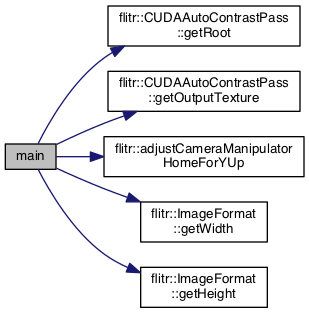 flitr::CUDAAutoContrastPass
::getRoot
flitr::CUDAAutoContrastPass
::getOutputTexture
main
flitr::adjustCameraManipulator
HomeForYUp
flitr::ImageFormat
::getWidth
flitr::ImageFormat
::getHeight